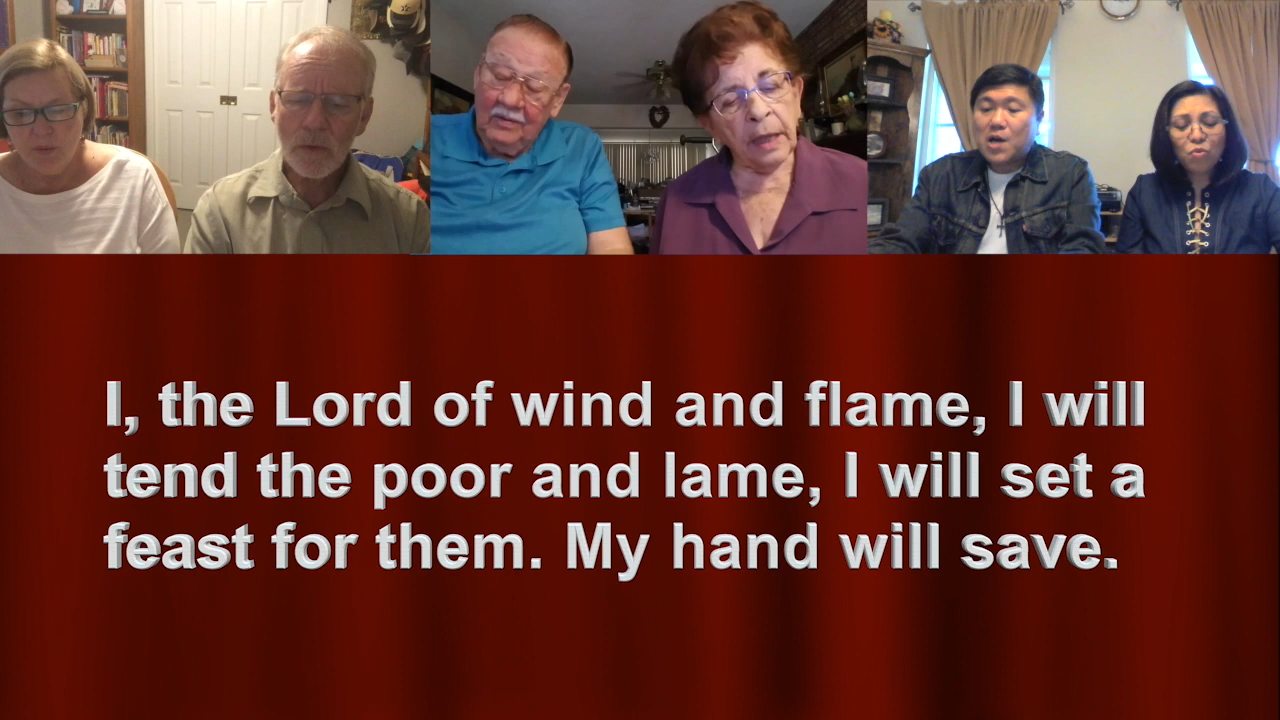 I, the Lord of wind and flame, I will
tend the poor and lame, I will set a
feast for them. My hand will save.